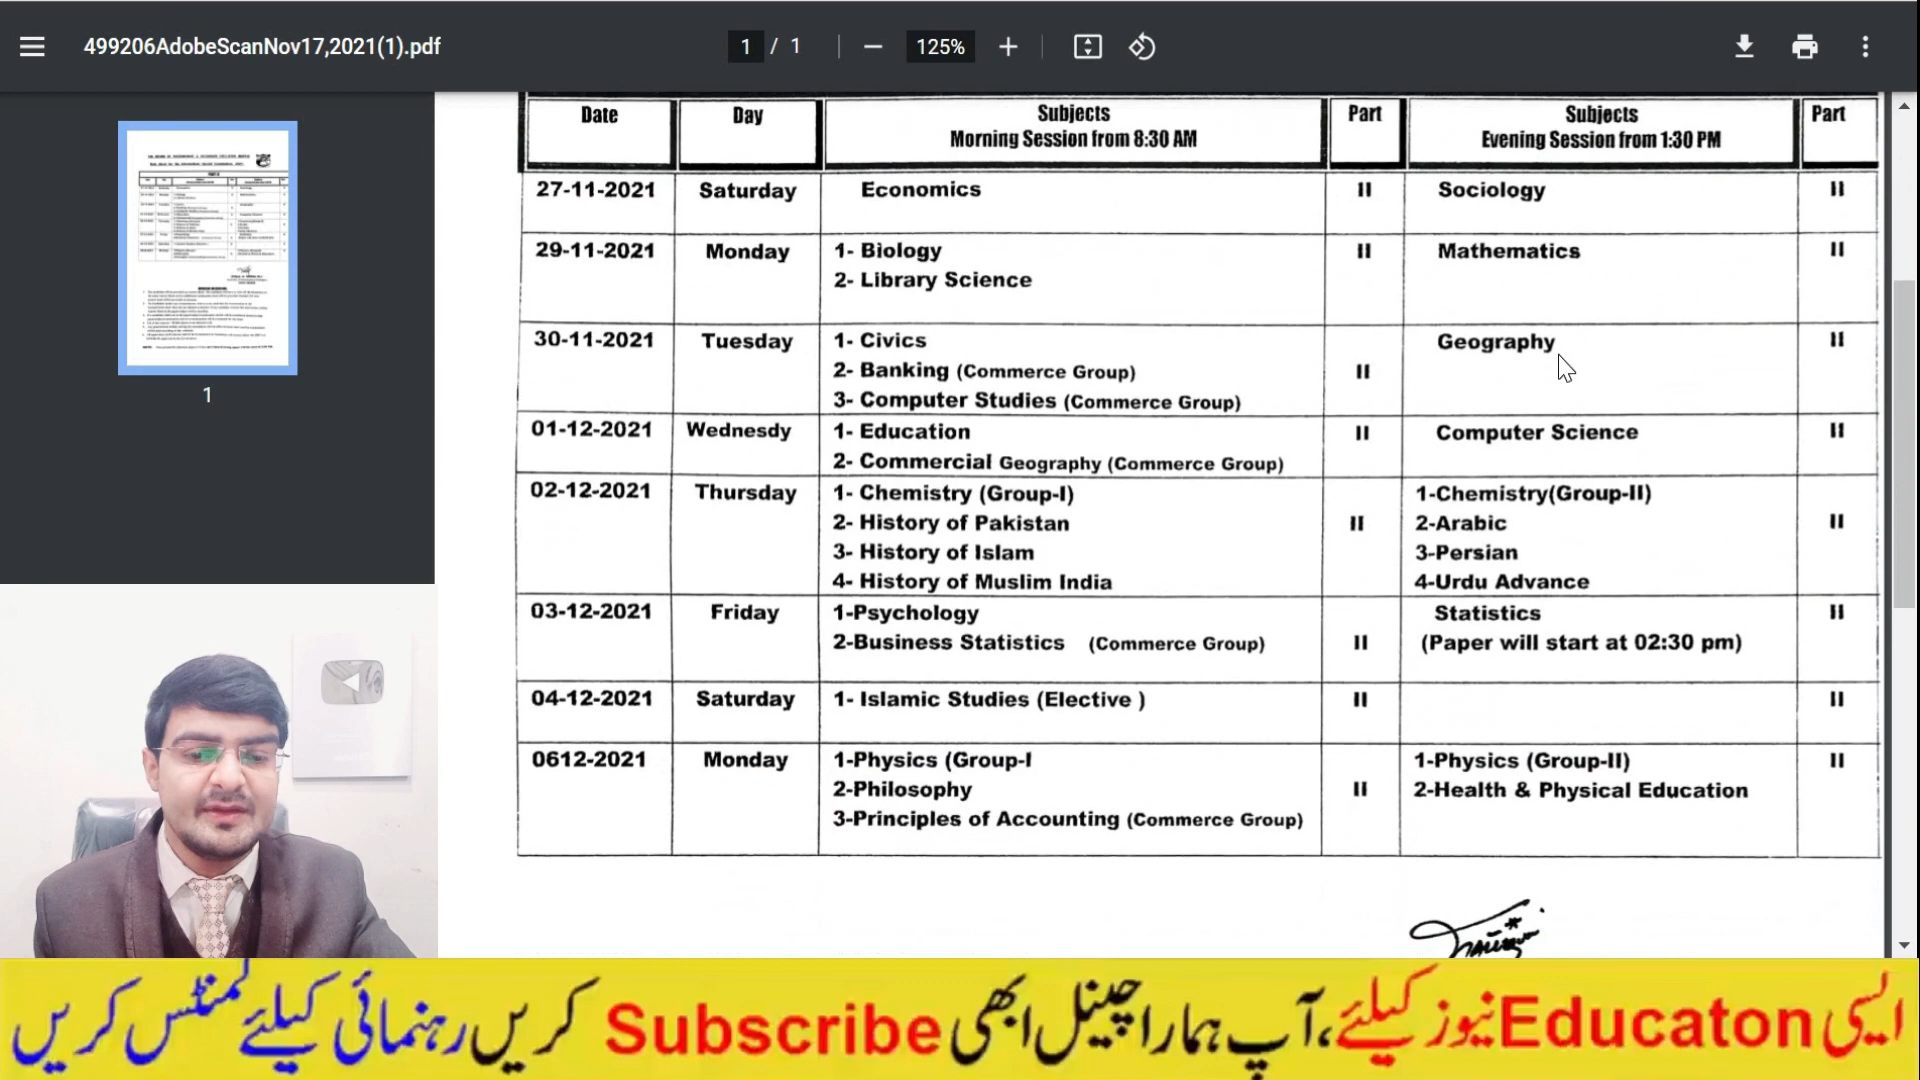 499206AdobeScanNov17,2021(1).pdf
1 / 1
125%
1
Date Day Subjects Part Subjects Part
Morning Session from 8:30 AM Evening Session from 1:30 PM
27-11-2021 Saturday Economics II Sociology II
29-11-2021 Monday 1- Biology II Mathematics II
2- Library Science
30-11-2021 Tuesday 1- Civics Geography II
2- Banking (Commerce Group) II
3- Computer Studies (Commerce Group)
01-12-2021 Wednesdy 1- Education II Computer Science II
2- Commercial Geography (Commerce Group)
02-12-2021 Thursday 1- Chemistry (Group-I) 1-Chemistry(Group-II)
2- History of Pakistan II 2-Arabic II
3- History of Islam 3-Persian
4- History of Muslim India 4-Urdu Advance
03-12-2021 Friday 1-Psychology Statistics II
2-Business Statistics (Commerce Group) II (Paper will start at 02:30 pm)
04-12-2021 Saturday 1- Islamic Studies (Elective ) II II
0612-2021 Monday 1-Physics (Group-I 1-Physics (Group-II) II
2-Philosophy II 2-Health & Physical Education
3-Principles of Accounting (Commerce Group)
ایسی Educaton نیوز کیلئے، آپ ہمارا چینل ابھی Subscribe کریں رہنمائی کیلئے کمنٹس کریں